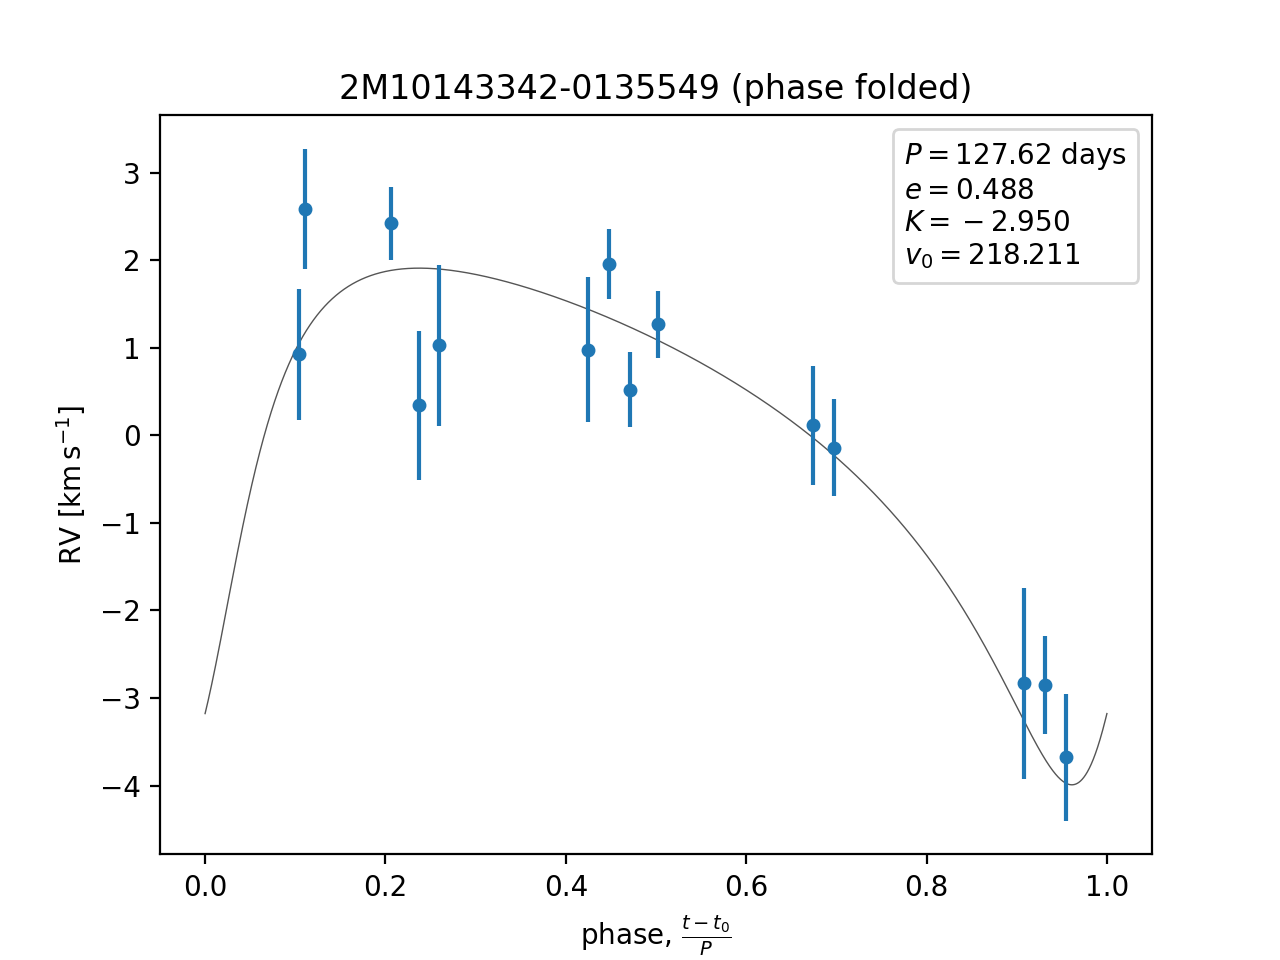 2M10143342-0135549 (phase folded)
P = 127.62 days
e = 0.488
K = −2.950
v₀ = 218.211
3
2
1
0
−1
−2
−3
−4
RV [km s⁻¹]
0.0 0.2 0.4 0.6 0.8 1.0
phase, (t − t₀)/P